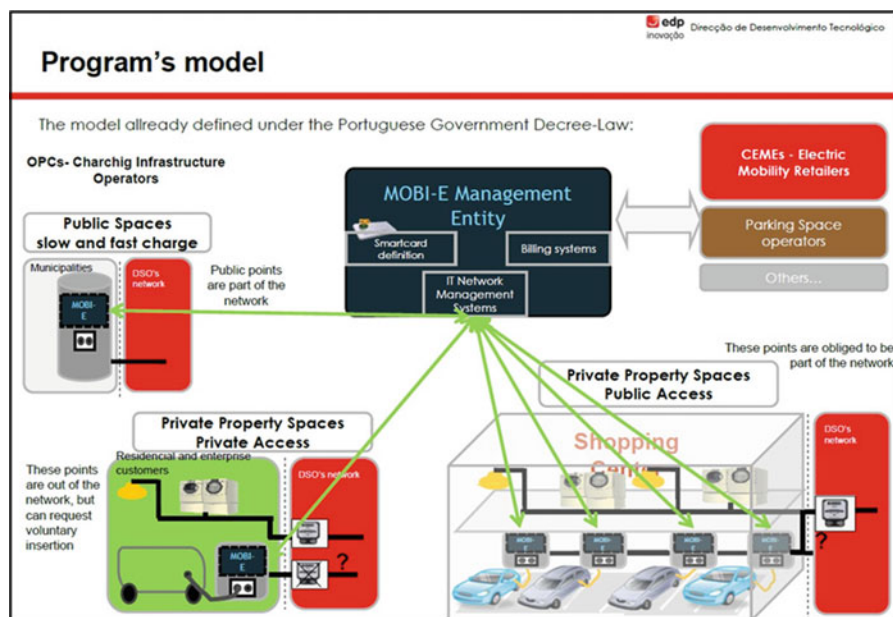 edp
inovação
Direcção de Desenvolvimento Tecnológico
Program's model
The model allready defined under the Portuguese Government Decree-Law:
OPCs- Charchig Infrastructure
Operators
Public Spaces
slow and fast charge
Municipalities
DSO's
network
MOBI-
E
Public points
are part of the
network
MOBI-E Management
Entity
Smartcard
definition
Billing systems
IT Network
Management
Systems
CEMEs - Electric
Mobility Retailers
Parking Space
operators
Others...
These points are obliged to be
part of the network
Private Property Spaces
Public Access
Shopping
Center
DSO's
network
?
MOBI-
E
MOBI-
E
MOBI-
E
MOBI-
E
Private Property Spaces
Private Access
Residencial and enterprise
customers
DSO's network
These points
are out of the
network, but
can request
voluntary
insertion
MOBI-
E
?